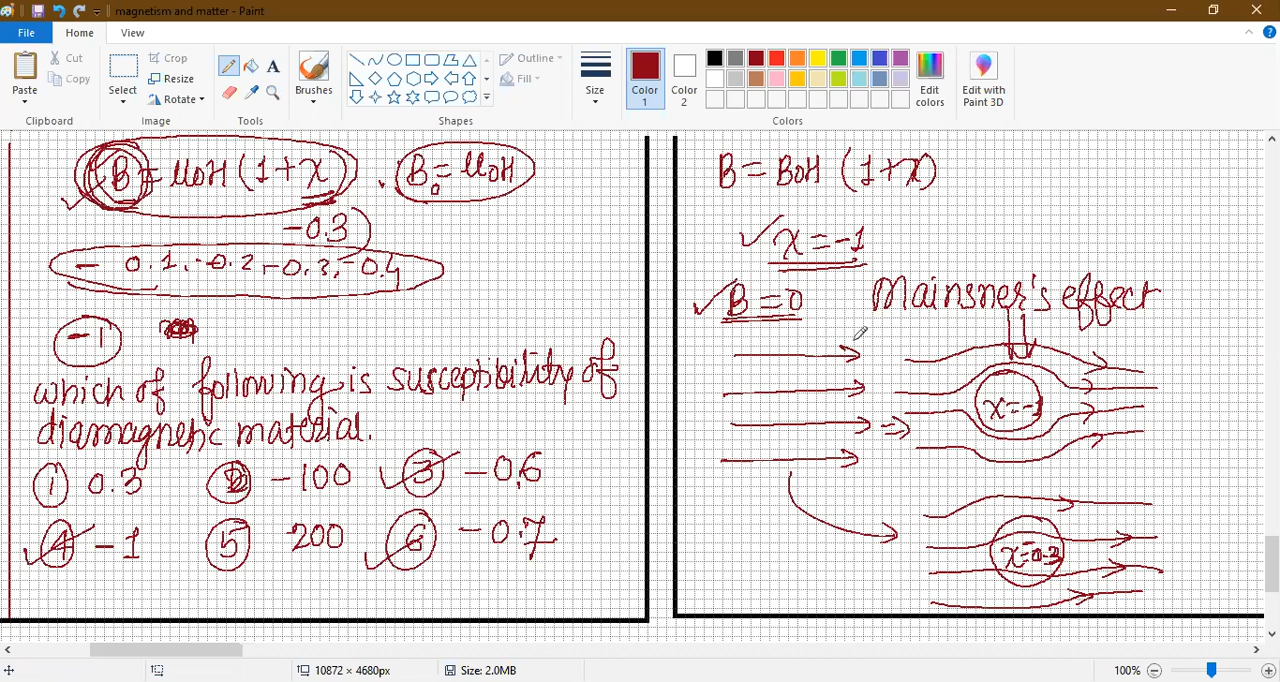 magnetism and matter - Paint
File Home View
Paste Cut Copy
Clipboard
Select Crop Resize Rotate
Image
Tools
Brushes
Outline Fill
Shapes
Size
Color 1
Color 2
Edit colors
Edit with Paint 3D
Colors
B = μ0H (1+χ) . B0 = μ0H
-0.3
- 0.1, -0.2, -0.3, -0.4
-1
which of following is susceptibility of
diamagnetic material.
1 0.3 2 -100 3 -0.6
4 -1 5 200 6 -0.7
B = B0H (1+χ)
χ = -1
B = 0 Mainsner's effect
χ=-1
χ=0.3
10872 × 4680px
Size: 2.0MB
100%